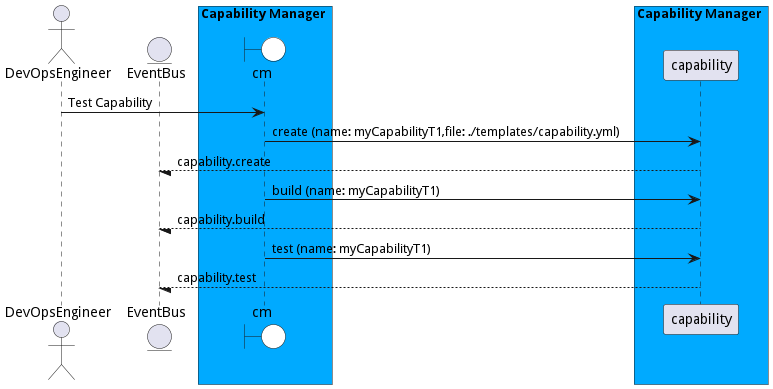 Capability Manager
Capability Manager
DevOpsEngineer
EventBus
cm
capability
Test Capability
create (name: myCapabilityT1,file: ./templates/capability.yml)
capability.create
build (name: myCapabilityT1)
capability.build
test (name: myCapabilityT1)
capability.test
DevOpsEngineer
EventBus
cm
capability